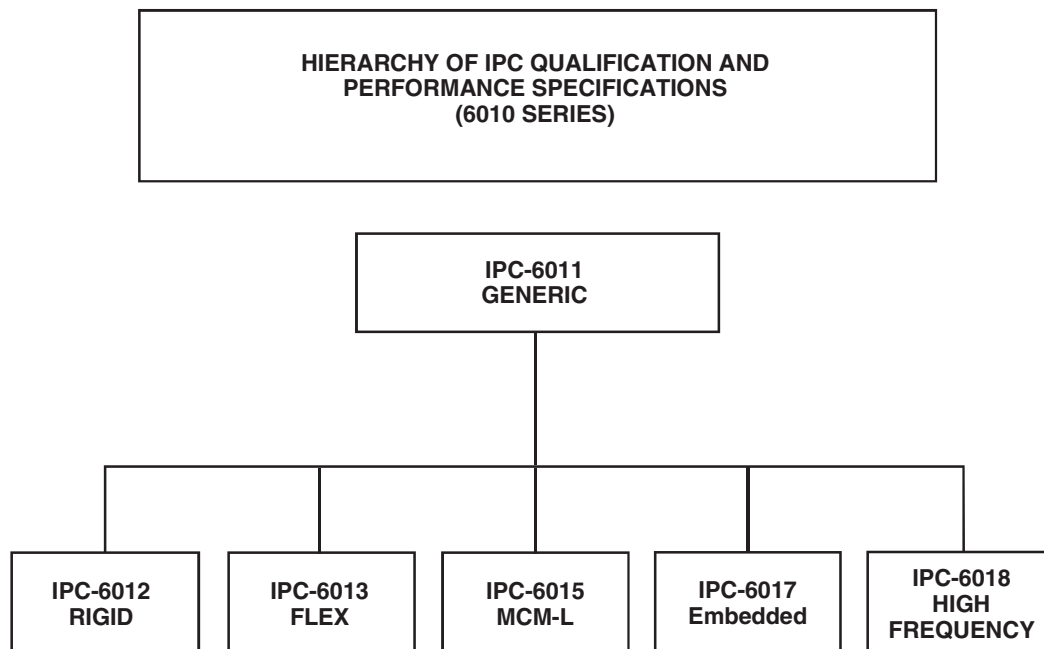 HIERARCHY OF IPC QUALIFICATION AND
PERFORMANCE SPECIFICATIONS
(6010 SERIES)
IPC-6011
GENERIC
IPC-6012
RIGID
IPC-6013
FLEX
IPC-6015
MCM-L
IPC-6017
Embedded
IPC-6018
HIGH
FREQUENCY